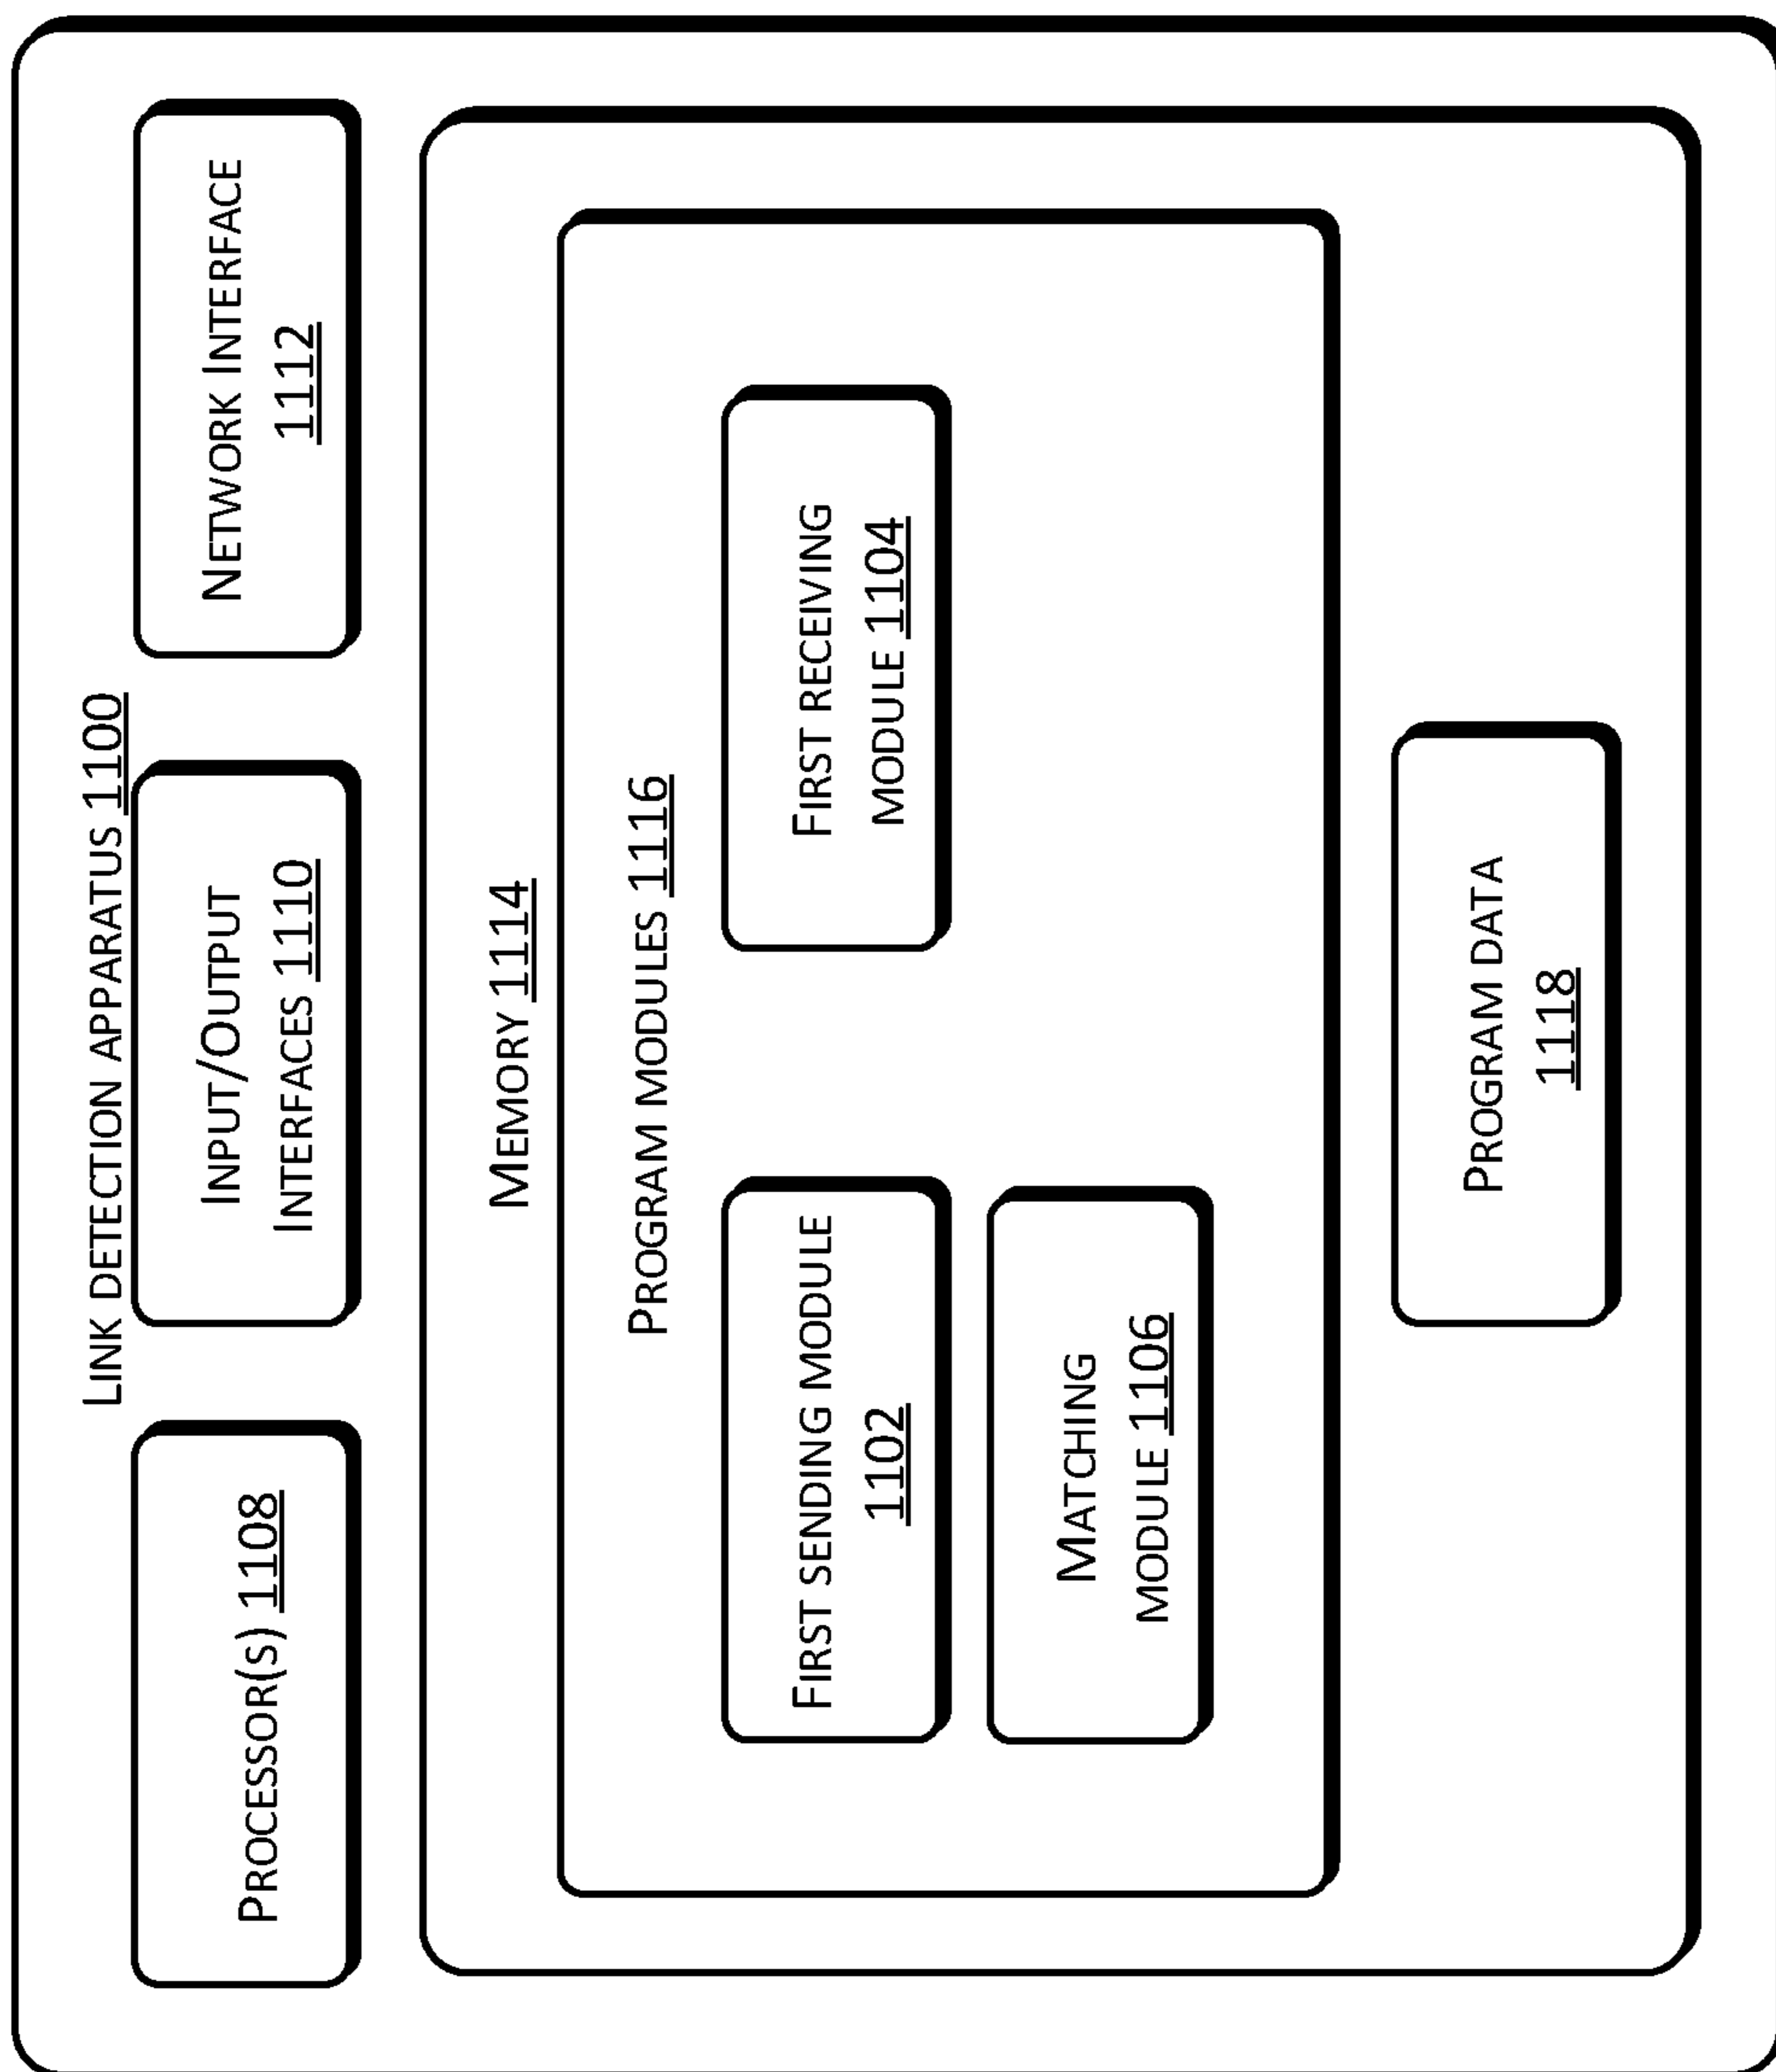 LINK DETECTION APPARATUS 1100
PROCESSOR(S) 1108
INPUT/OUTPUT
INTERFACES 1110
NETWORK INTERFACE
1112
MEMORY 1114
PROGRAM MODULES 1116
FIRST SENDING MODULE
1102
FIRST RECEIVING
MODULE 1104
MATCHING
MODULE 1106
PROGRAM DATA
1118